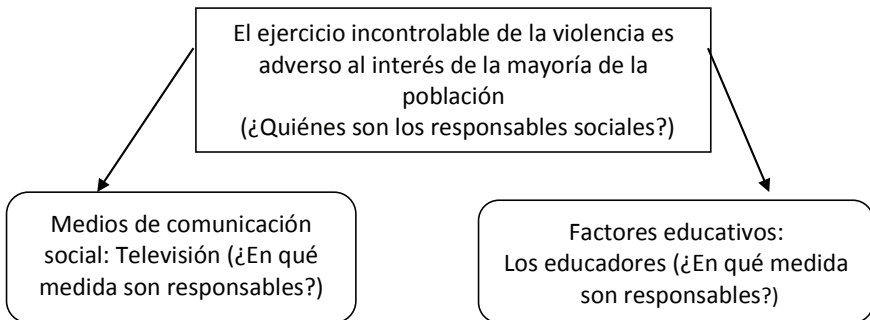 El ejercicio incontrolable de la violencia es
adverso al interés de la mayoría de la
población
(¿Quiénes son los responsables sociales?)
Medios de comunicación
social: Televisión (¿En qué
medida son responsables?)
Factores educativos:
Los educadores (¿En qué medida
son responsables?)